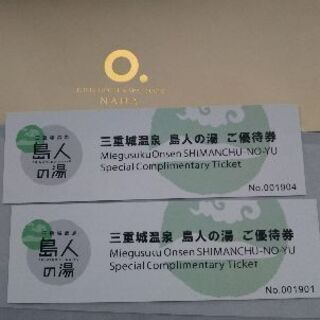 O.
NAHA
三重城温泉
島人
の湯
三重城温泉 島人の湯 ご優待券
Miegusuku Onsen SHIMANCHU-NO-YU
Special Complimentary Ticket
No.001904
三重城温泉
島人
の湯
三重城温泉 島人の湯 ご優待券
Miegusuku Onsen SHIMANCHU-NO-YU
Special Complimentary Ticket
No.001901